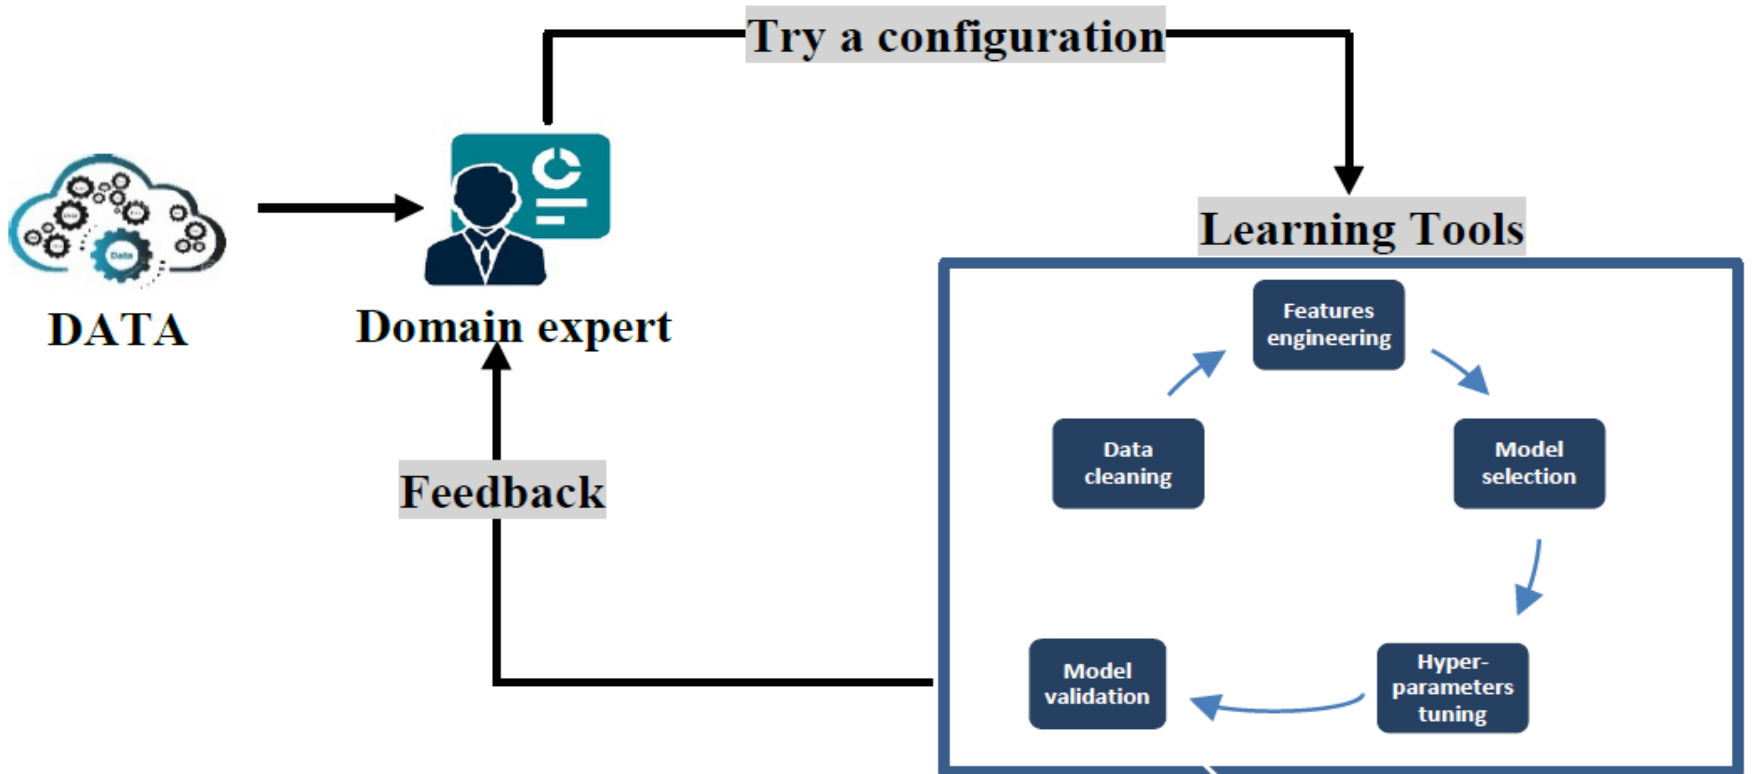 Try a configuration
Data
DATA
Domain expert
Learning Tools
Features
engineering
Data
cleaning
Model
selection
Feedback
Model
validation
Hyper-
parameters
tuning